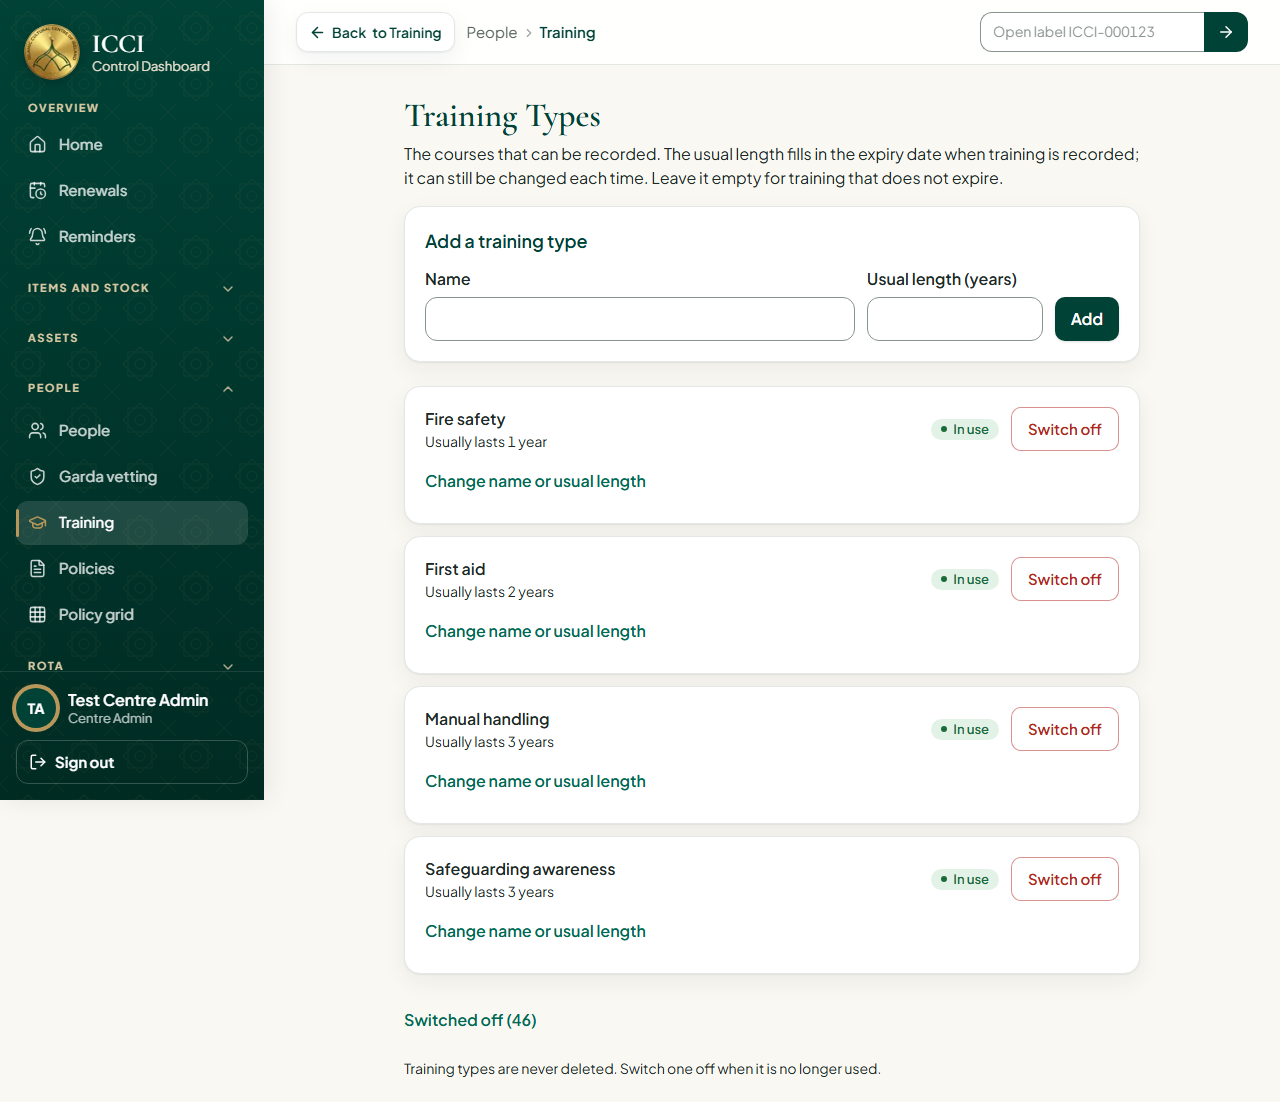 ICCI
Control Dashboard
OVERVIEW
Home
Renewals
Reminders
ITEMS AND STOCK
ASSETS
PEOPLE
People
Garda vetting
Training
Policies
Policy grid
ROTA
TA
Test Centre Admin
Centre Admin
Sign out
Back to Training
People › Training
Open label ICCI-000123
Training Types
The courses that can be recorded. The usual length fills in the expiry date when training is recorded;
it can still be changed each time. Leave it empty for training that does not expire.
Add a training type
Name
Usual length (years)
Add
Fire safety
Usually lasts 1 year
In use
Switch off
Change name or usual length
First aid
Usually lasts 2 years
In use
Switch off
Change name or usual length
Manual handling
Usually lasts 3 years
In use
Switch off
Change name or usual length
Safeguarding awareness
Usually lasts 3 years
In use
Switch off
Change name or usual length
Switched off (46)
Training types are never deleted. Switch one off when it is no longer used.